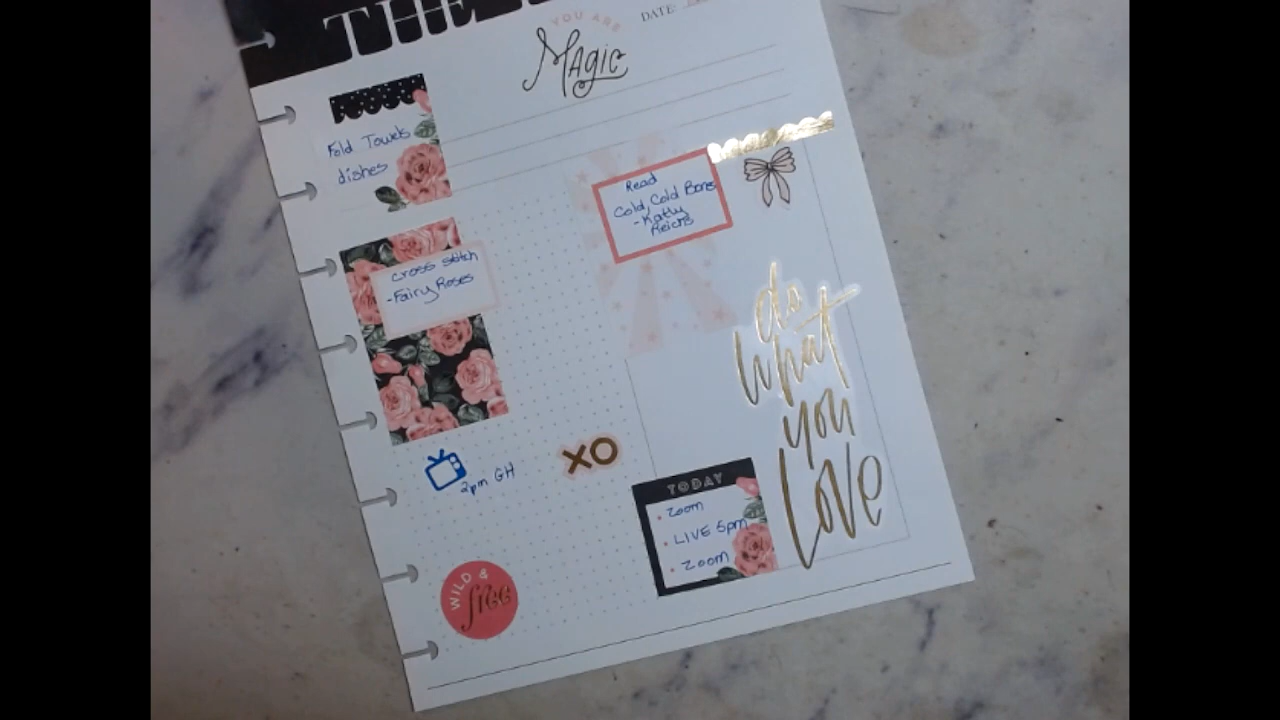 THE
YOU ARE
MAGIC
DATE:
Fold Towels
dishes
Read
Cold, Cold Bones
-Kathy
Reichs
cross stitch
-Fairy Roses
do
what
you
love
2pm GH
XO
TODAY
• Zoom
• LIVE 5pm
• Zoom
WILD &
free